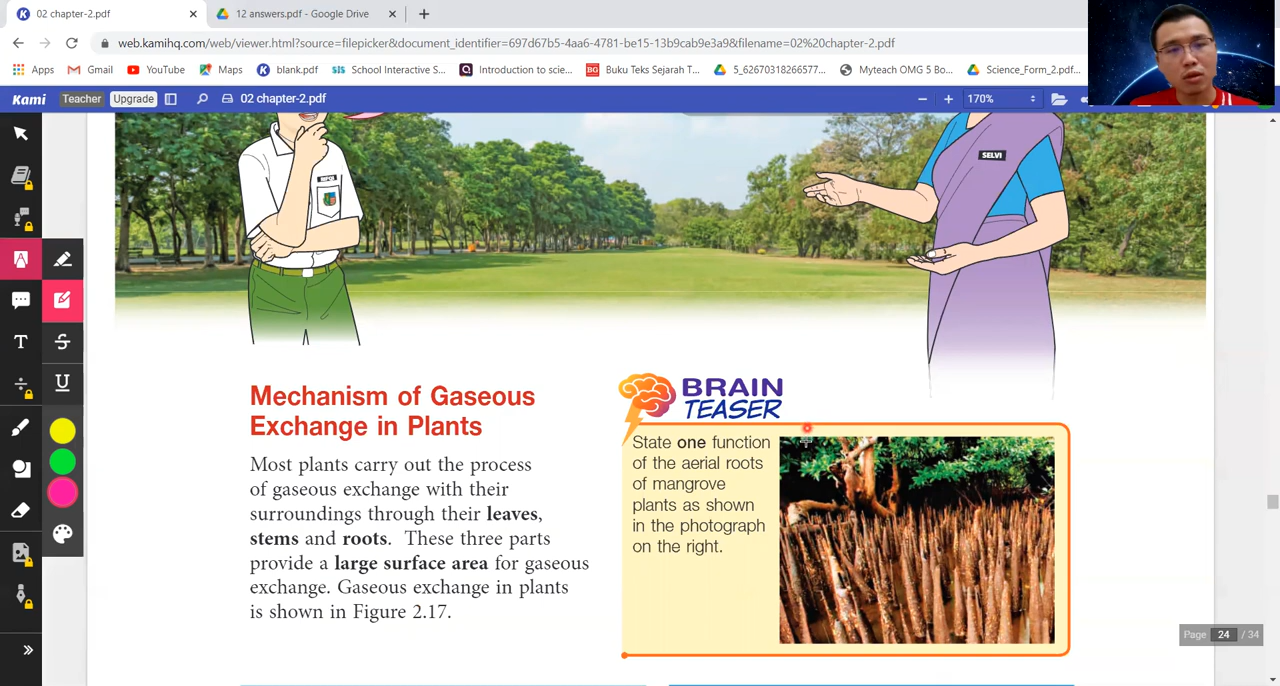 02 chapter-2.pdf
12 answers.pdf - Google Drive
web.kamihq.com/web/viewer.html?source=filepicker&document_identifier=697d67b5-4aa6-4781-be15-13b9cab9e3a9&filename=02%20chapter-2.pdf
Apps
Gmail
YouTube
Maps
blank.pdf
School Interactive S...
Introduction to scie...
Buku Teks Sejarah T...
5_62670318266577...
Myteach OMG 5 Bo...
Science_Form_2.pdf...
Kami
Teacher
Upgrade
02 chapter-2.pdf
170%
SELVI
Mechanism of Gaseous
Exchange in Plants
Most plants carry out the process
of gaseous exchange with their
surroundings through their leaves,
stems and roots. These three parts
provide a large surface area for gaseous
exchange. Gaseous exchange in plants
is shown in Figure 2.17.
BRAIN
TEASER
State one function
of the aerial roots
of mangrove
plants as shown
in the photograph
on the right.
Page 24 / 34